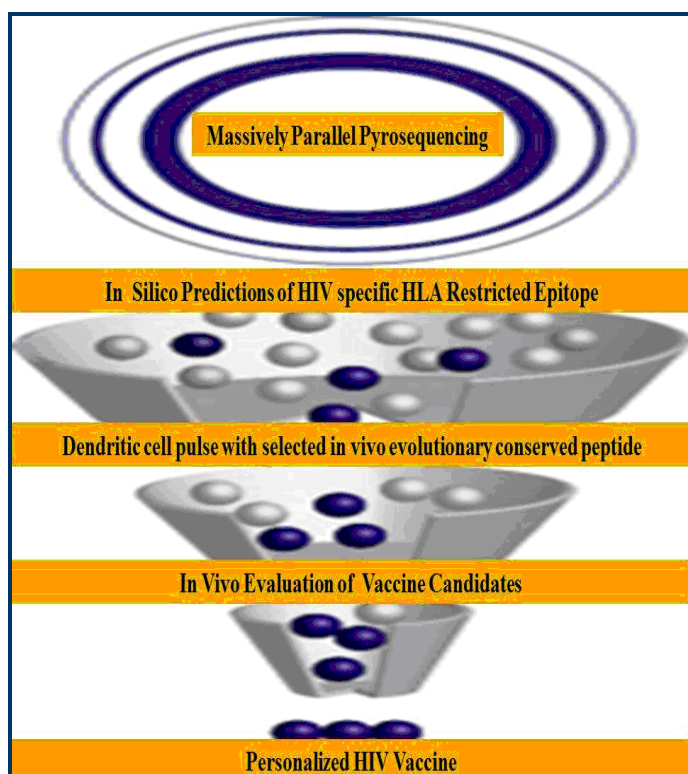 Massively Parallel Pyrosequencing
In Silico Predictions of HIV specific HLA Restricted Epitope
Dendritic cell pulse with selected in vivo evolutionary conserved peptide
In Vivo Evaluation of Vaccine Candidates
Personalized HIV Vaccine